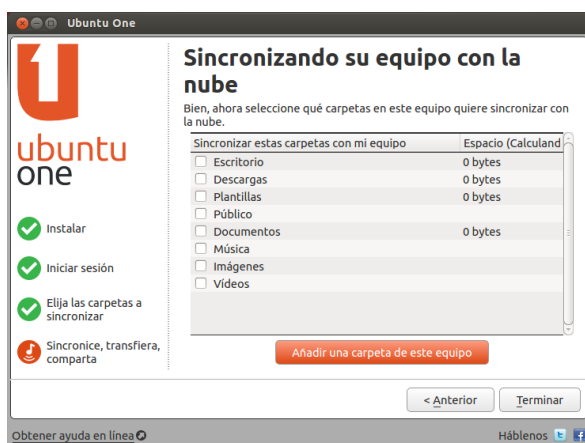 Ubuntu One
ubuntu
one
Instalar
Iniciar sesión
Elija las carpetas a
sincronizar
Sincronice, transfiera,
comparta
Sincronizando su equipo con la
nube
Bien, ahora seleccione qué carpetas en este equipo quiere sincronizar con
la nube.
Sincronizar estas carpetas con mi equipo Espacio (Calculand
Escritorio 0 bytes
Descargas 0 bytes
Plantillas 0 bytes
Público
Documentos 0 bytes
Música
Imágenes
Vídeos
Añadir una carpeta de este equipo
< Anterior Terminar
Obtener ayuda en línea Háblenos